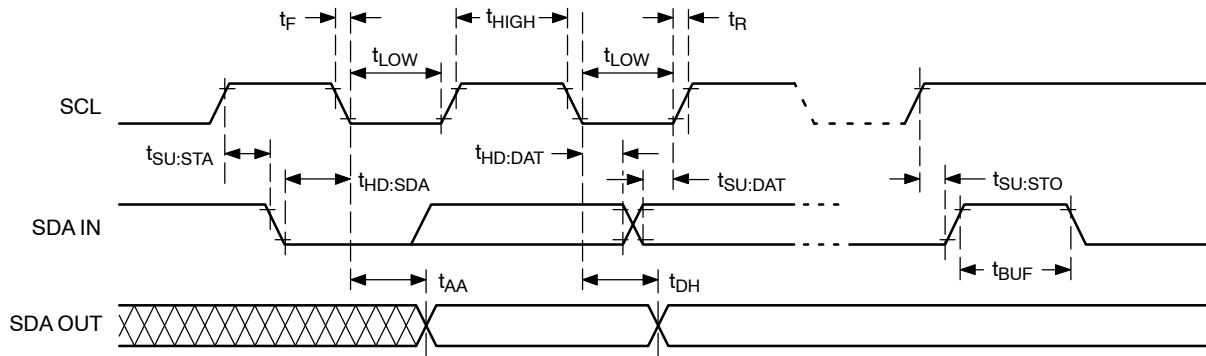 tF
tHIGH
tR
tLOW
tLOW
SCL
tSU:STA
tHD:DAT
tHD:SDA
tSU:DAT
tSU:STO
SDA IN
tBUF
tAA
tDH
SDA OUT